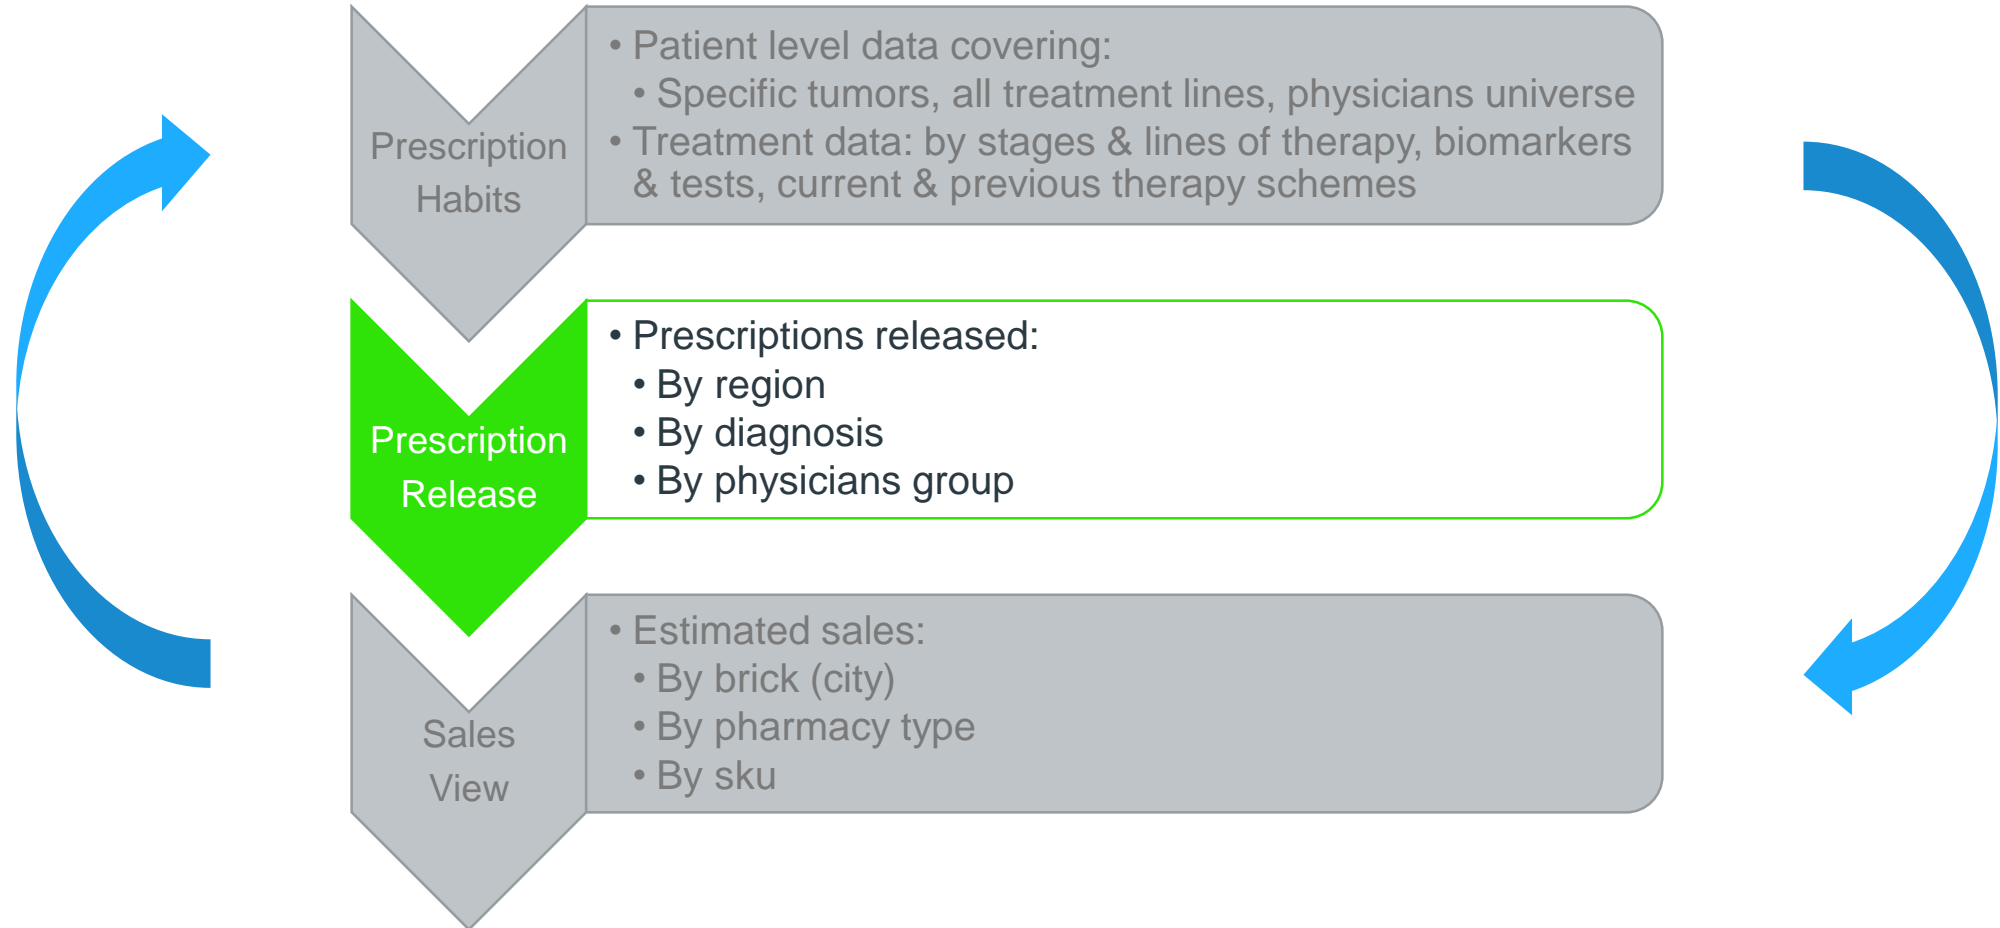 Prescription
Habits
• Patient level data covering:
• Specific tumors, all treatment lines, physicians universe
• Treatment data: by stages & lines of therapy, biomarkers
& tests, current & previous therapy schemes
Prescription
Release
• Prescriptions released:
• By region
• By diagnosis
• By physicians group
Sales
View
• Estimated sales:
• By brick (city)
• By pharmacy type
• By sku